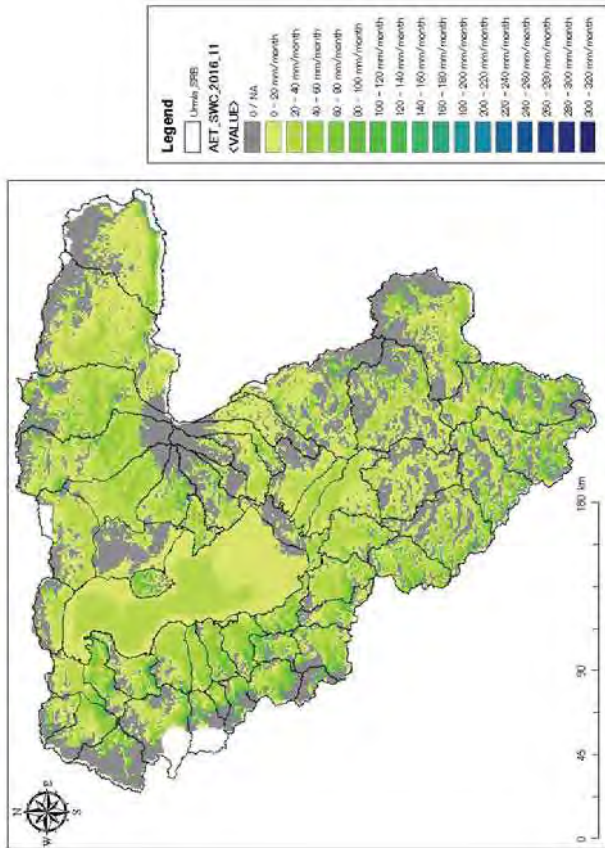 N
W
E
S
Legend
Urmia_SRB
AET_SWC_2016_11
<VALUE>
0 / NA
0 - 20 mm/month
20 - 40 mm/month
40 - 60 mm/month
60 - 80 mm/month
80 - 100 mm/month
100 - 120 mm/month
120 - 140 mm/month
140 - 160 mm/month
160 - 180 mm/month
180 - 200 mm/month
200 - 220 mm/month
220 - 240 mm/month
240 - 260 mm/month
260 - 280 mm/month
280 - 300 mm/month
300 - 320 mm/month
0 45 90 180 km